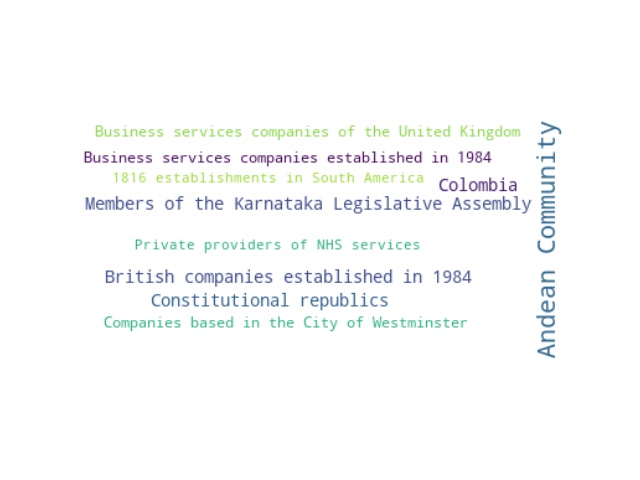 Business services companies of the United Kingdom
Business services companies established in 1984
1816 establishments in South America
Colombia
Members of the Karnataka Legislative Assembly
Private providers of NHS services
British companies established in 1984
Constitutional republics
Companies based in the City of Westminster
Andean Community